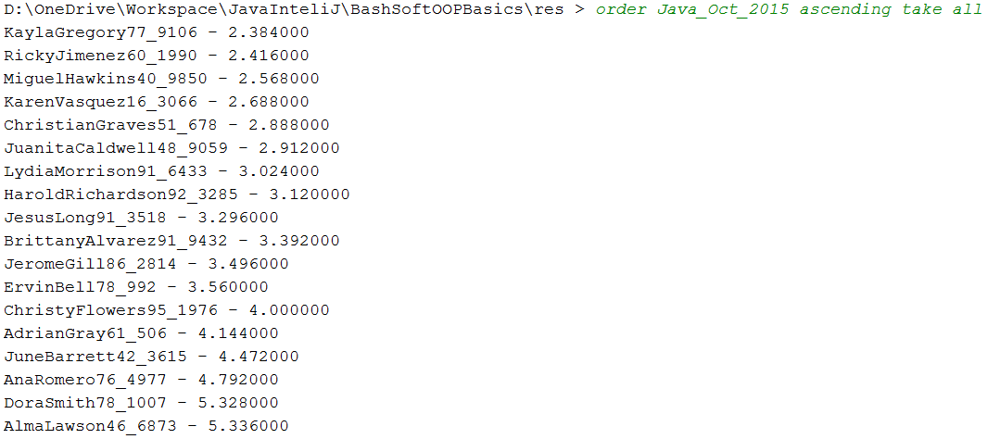 D:\OneDrive\Workspace\JavaInteliJ\BashSoftOOPBasics\res > order Java_Oct_2015 ascending take all
KaylaGregory77_9106 - 2.384000
RickyJimenez60_1990 - 2.416000
MiguelHawkins40_9850 - 2.568000
KarenVasquez16_3066 - 2.688000
ChristianGraves51_678 - 2.888000
JuanitaCaldwell48_9059 - 2.912000
LydiaMorrison91_6433 - 3.024000
HaroldRichardson92_3285 - 3.120000
JesusLong91_3518 - 3.296000
BrittanyAlvarez91_9432 - 3.392000
JeromeGill86_2814 - 3.496000
ErvinBell78_992 - 3.560000
ChristyFlowers95_1976 - 4.000000
AdrianGray61_506 - 4.144000
JuneBarrett42_3615 - 4.472000
AnaRomero76_4977 - 4.792000
DoraSmith78_1007 - 5.328000
AlmaLawson46_6873 - 5.336000